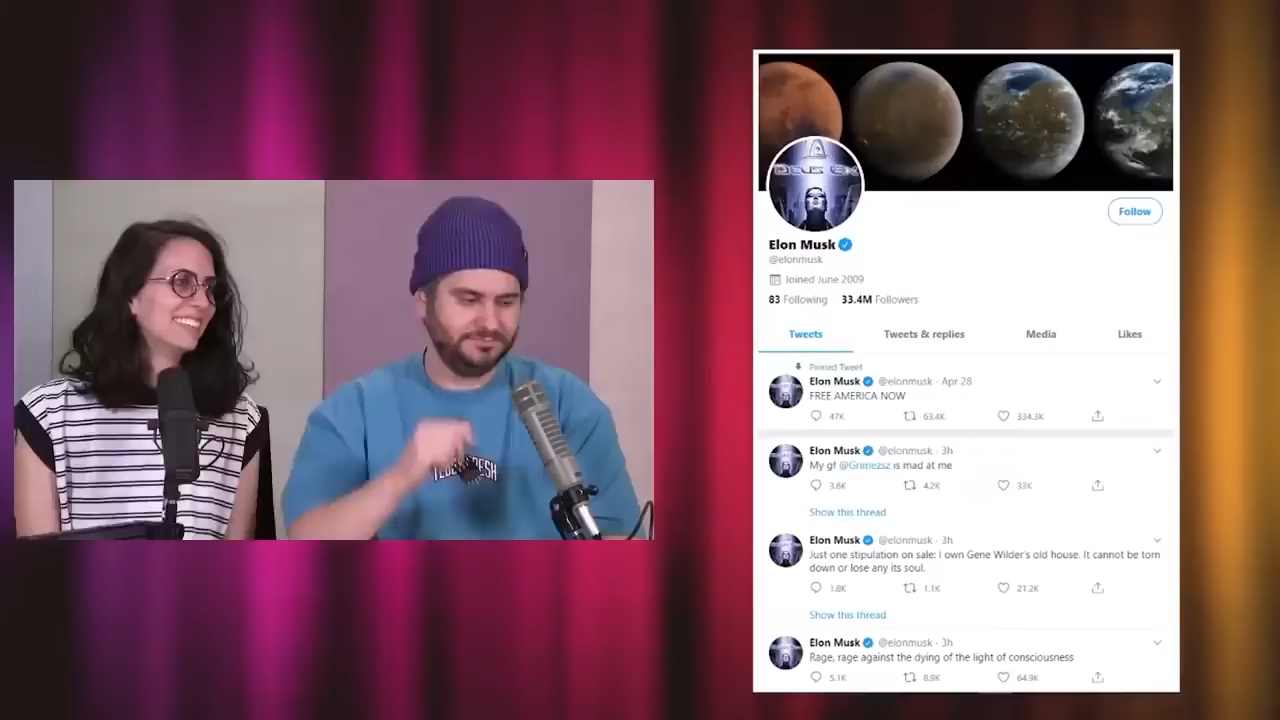 DEUS EX
Follow
Elon Musk
@elonmusk
Joined June 2009
83 Following 33.4M Followers
Tweets Tweets & replies Media Likes
Pinned Tweet
Elon Musk @elonmusk · Apr 28
FREE AMERICA NOW
47K 63.4K 334.3K
Elon Musk @elonmusk · 3h
My gf @Grimezsz is mad at me
3.6K 4.2K 33K
Show this thread
Elon Musk @elonmusk · 3h
Just one stipulation on sale: I own Gene Wilder's old house. It cannot be torn
down or lose any its soul.
1.8K 1.1K 21.2K
Show this thread
Elon Musk @elonmusk · 3h
Rage, rage against the dying of the light of consciousness
5.1K 8.9K 64.9K